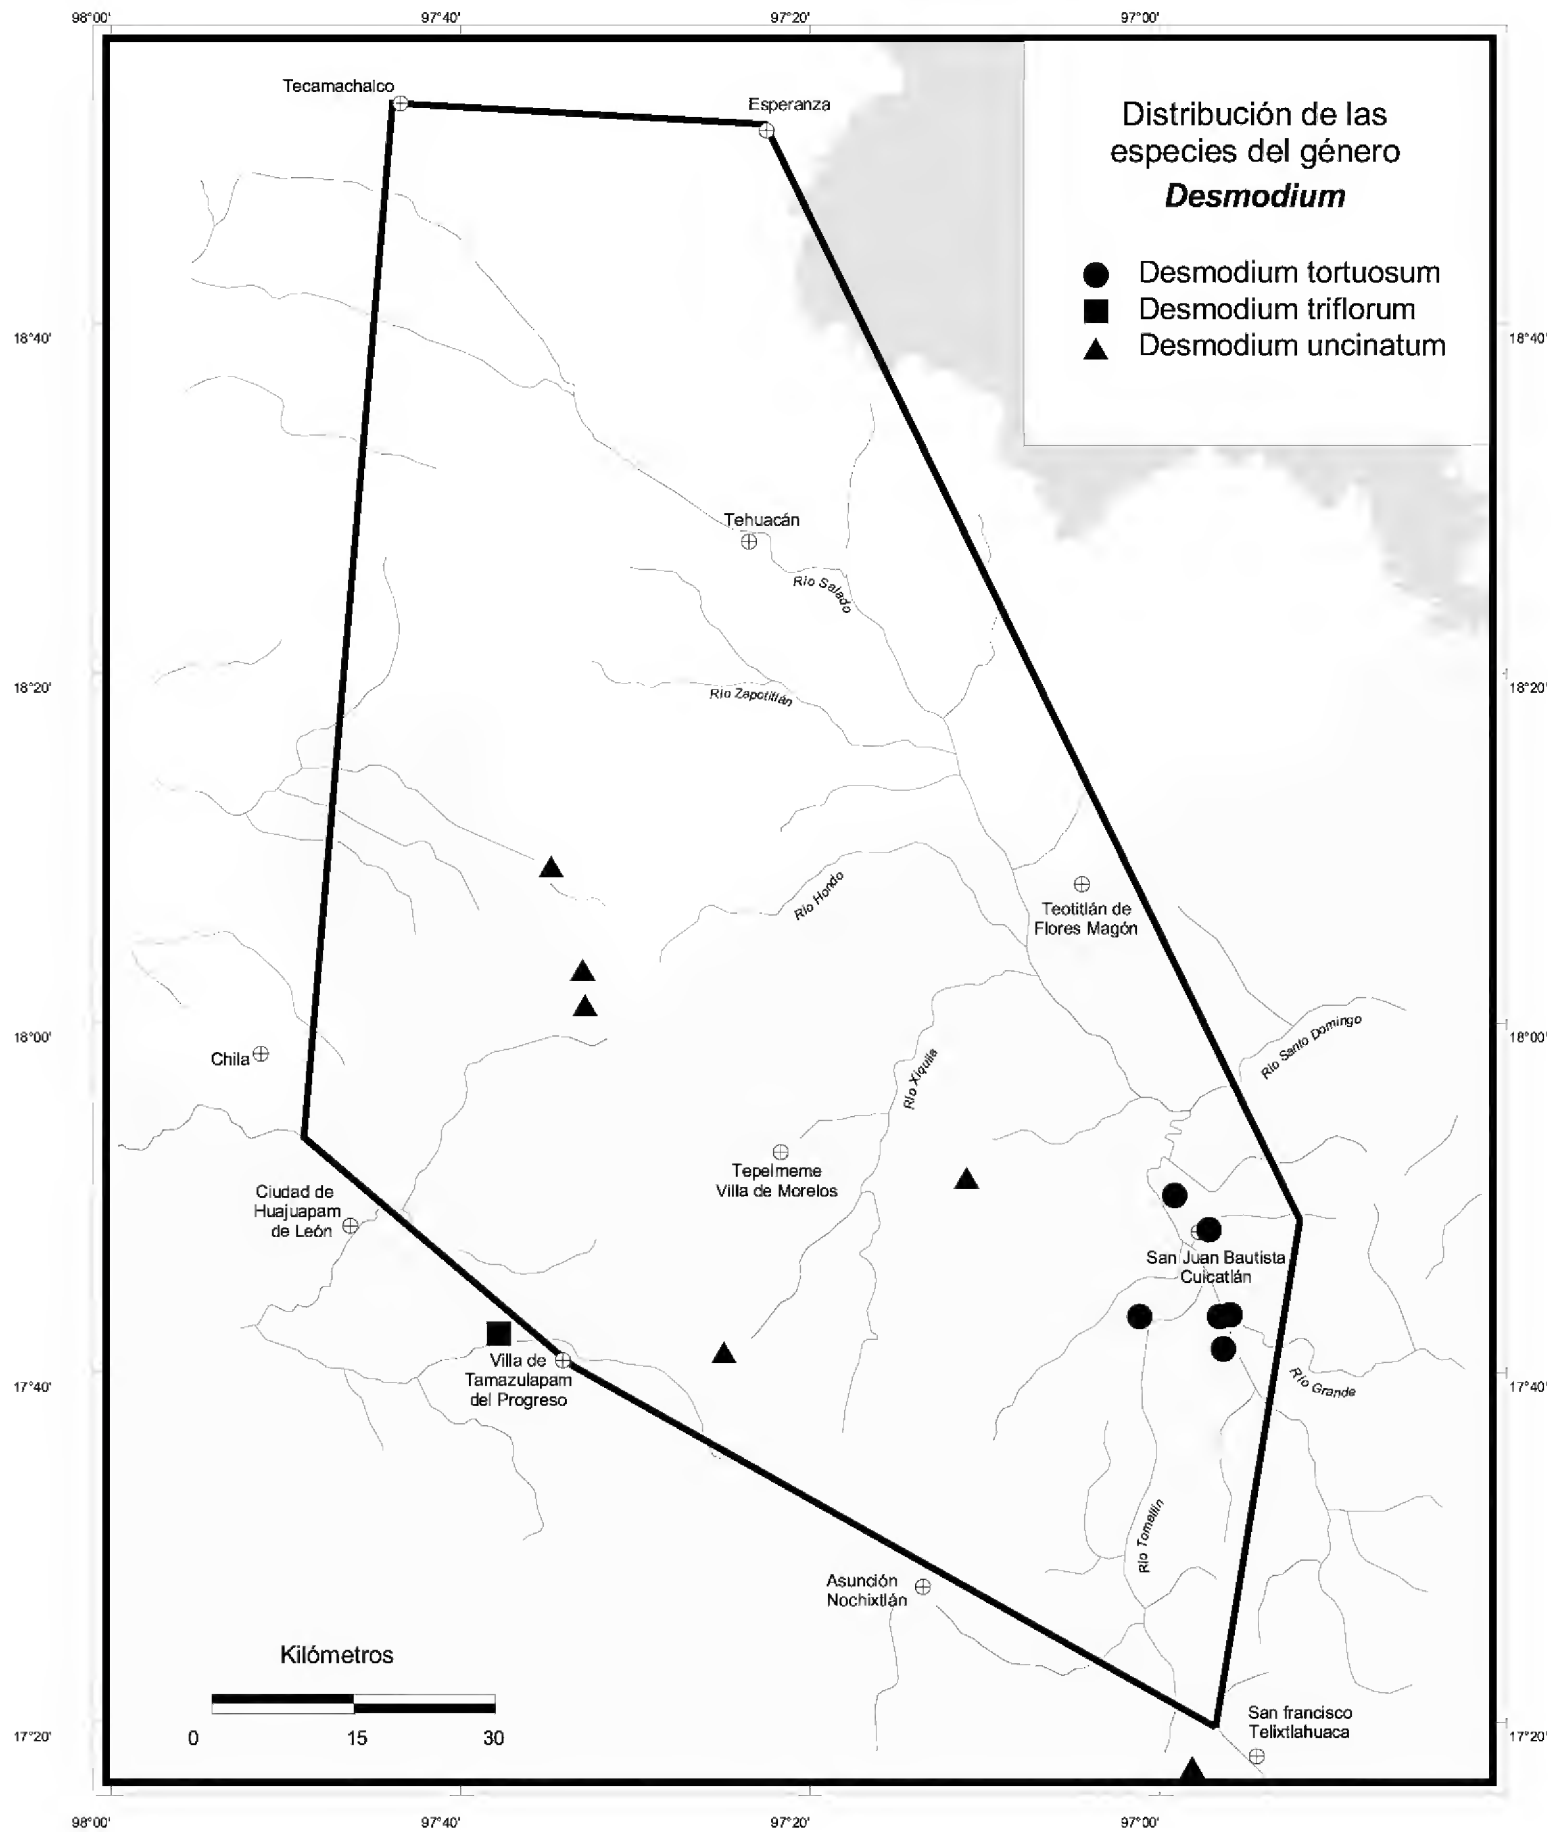 98°00'
97°40'
97°20'
97°00'
Tecamachalco
Esperanza
Distribución de las
especies del género
Desmodium
Desmodium tortuosum
Desmodium triflorum
Desmodium uncinatum
18°40'
18°40'
Tehuacán
Río Salado
18°20'
18°20'
Río Zapotitlán
Río Hondo
Teotitlán de
Flores Magón
18°00'
18°00'
Chila
Río Santo Domingo
Río Xiquila
Tepelmeme
Villa de Morelos
Ciudad de
Huajuapam
de León
San Juan Bautista
Cuicatlán
Villa de
Tamazulapam
del Progreso
17°40'
17°40'
Río Grande
Río Tomellín
Asunción
Nochixtlán
Kilómetros
0
15
30
San francisco
Telixtlahuaca
17°20'
17°20'
98°00'
97°40'
97°20'
97°00'